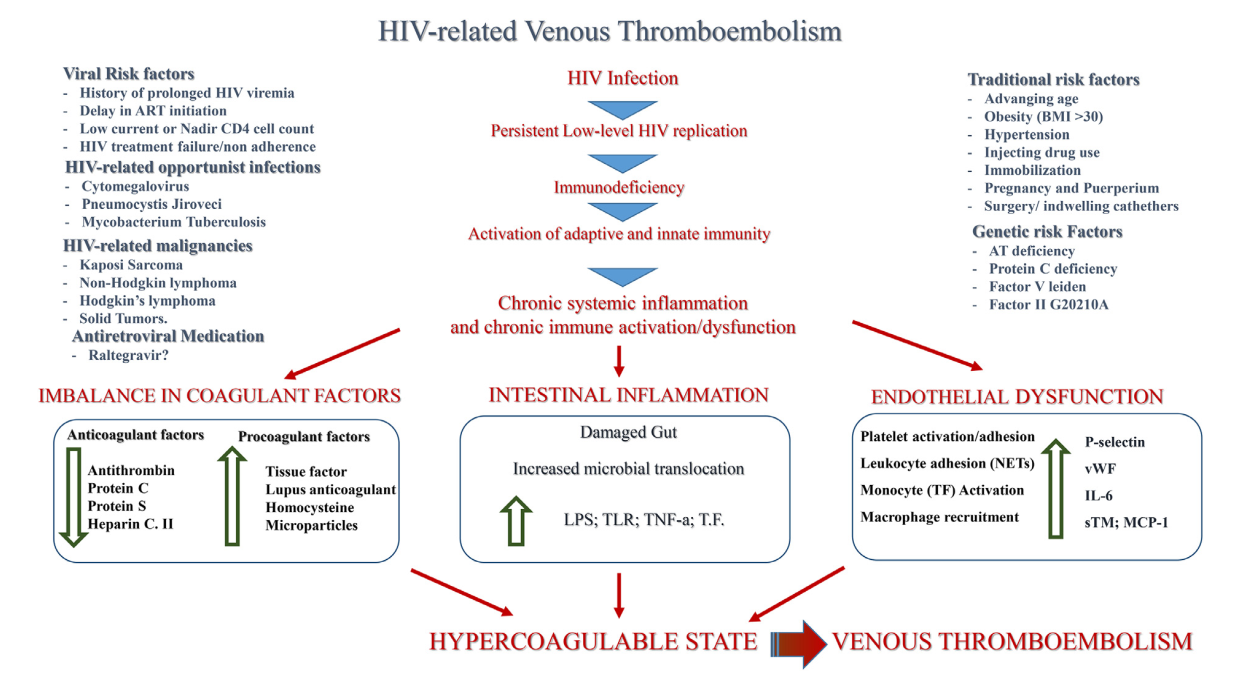 HIV-related Venous Thromboembolism
Viral Risk factors
- History of prolonged HIV viremia
- Delay in ART initiation
- Low current or Nadir CD4 cell count
- HIV treatment failure/non adherence
HIV-related opportunist infections
- Cytomegalovirus
- Pneumocystis Jiroveci
- Mycobacterium Tuberculosis
HIV-related malignancies
- Kaposi Sarcoma
- Non-Hodgkin lymphoma
- Hodgkin's lymphoma
- Solid Tumors.
Antiretroviral Medication
- Raltegravir?
HIV Infection
Persistent Low-level HIV replication
Immunodeficiency
Activation of adaptive and innate immunity
Chronic systemic inflammation
and chronic immune activation/dysfunction
Traditional risk factors
- Advanging age
- Obesity (BMI >30)
- Hypertension
- Injecting drug use
- Immobilization
- Pregnancy and Puerperium
- Surgery/ indwelling cathethers
Genetic risk Factors
- AT deficiency
- Protein C deficiency
- Factor V leiden
- Factor II G20210A
IMBALANCE IN COAGULANT FACTORS
Anticoagulant factors
Antithrombin
Protein C
Protein S
Heparin C. II
Procoagulant factors
Tissue factor
Lupus anticoagulant
Homocysteine
Microparticles
INTESTINAL INFLAMMATION
Damaged Gut
Increased microbial translocation
LPS; TLR; TNF-a; T.F.
ENDOTHELIAL DYSFUNCTION
Platelet activation/adhesion
Leukocyte adhesion (NETs)
Monocyte (TF) Activation
Macrophage recruitment
P-selectin
vWF
IL-6
sTM; MCP-1
HYPERCOAGULABLE STATE
VENOUS THROMBOEMBOLISM